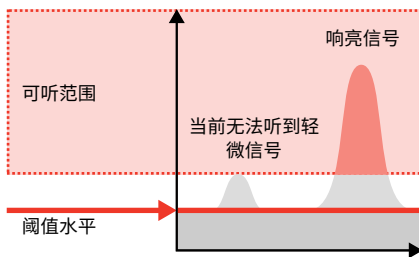 响亮信号
可听范围
当前无法听到轻
微信号
阈值水平